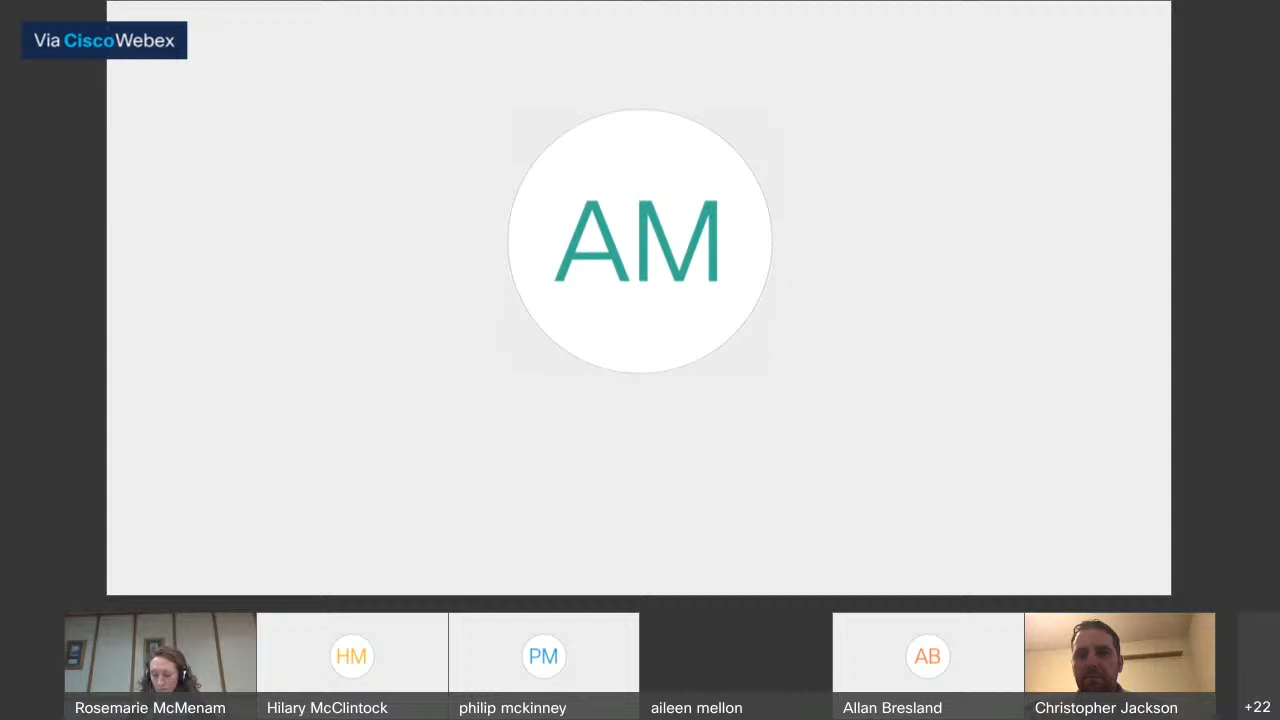 Via CiscoWebex
AM
HM
PM
AB
Rosemarie McMenam
Hilary McClintock
philip mckinney
aileen mellon
Allan Bresland
Christopher Jackson
+22